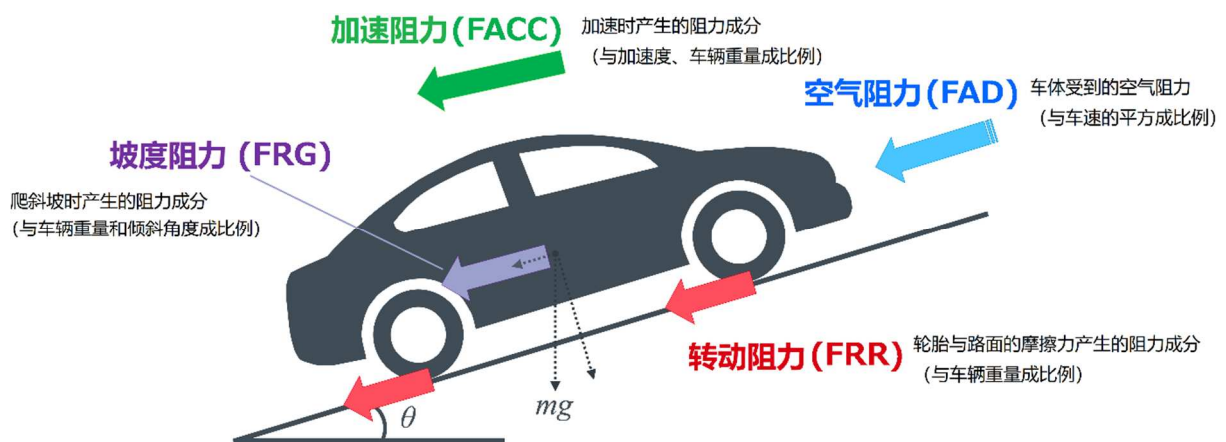 加速阻力(FACC)
加速时产生的阻力成分
（与加速度、车辆重量成比例）
空气阻力(FAD)
车体受到的空气阻力
（与车速的平方成比例）
坡度阻力 (FRG)
爬斜坡时产生的阻力成分
（与车辆重量和倾斜角度成比例）
转动阻力(FRR)
轮胎与路面的摩擦力产生的阻力成分
（与车辆重量成比例）
θ
mg